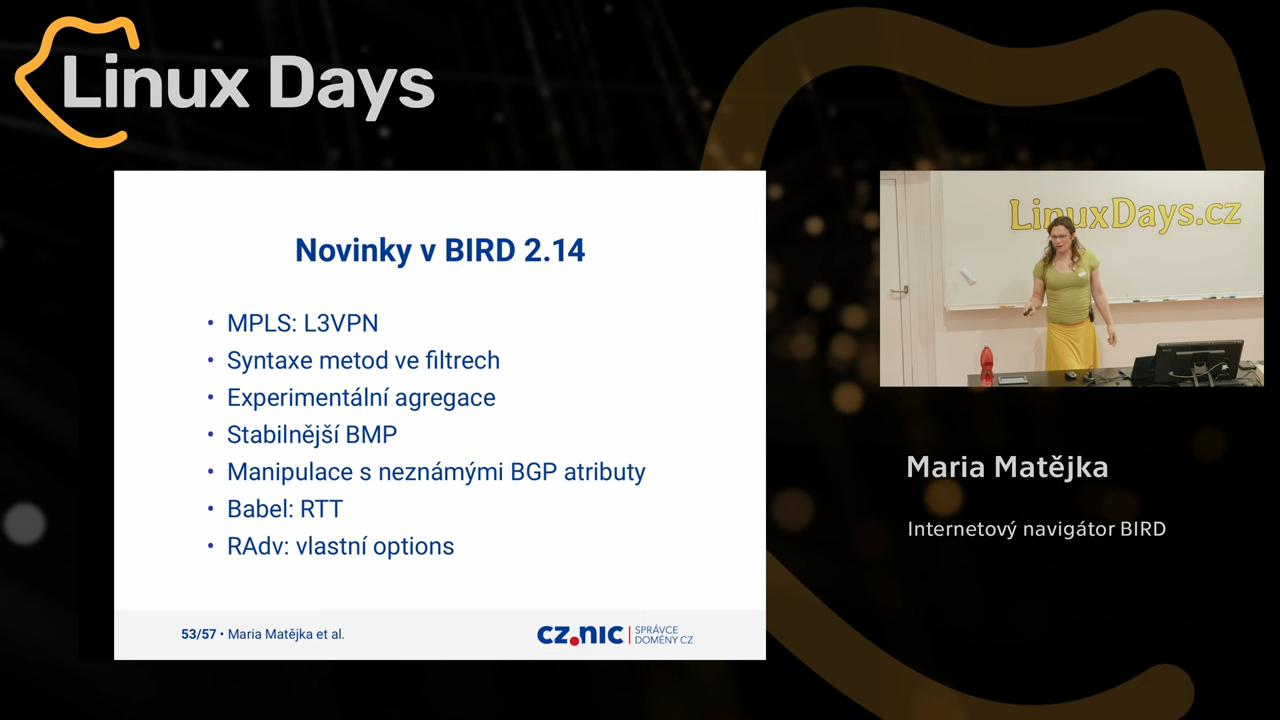 Linux Days
Novinky v BIRD 2.14
• MPLS: L3VPN
• Syntaxe metod ve filtrech
• Experimentální agregace
• Stabilnější BMP
• Manipulace s neznámými BGP atributy
• Babel: RTT
• RAdv: vlastní options
53/57 • Maria Matějka et al.
CZ.NIC | SPRÁVCE
DOMÉNY CZ
LinuxDays.cz
Maria Matějka
Internetový navigátor BIRD